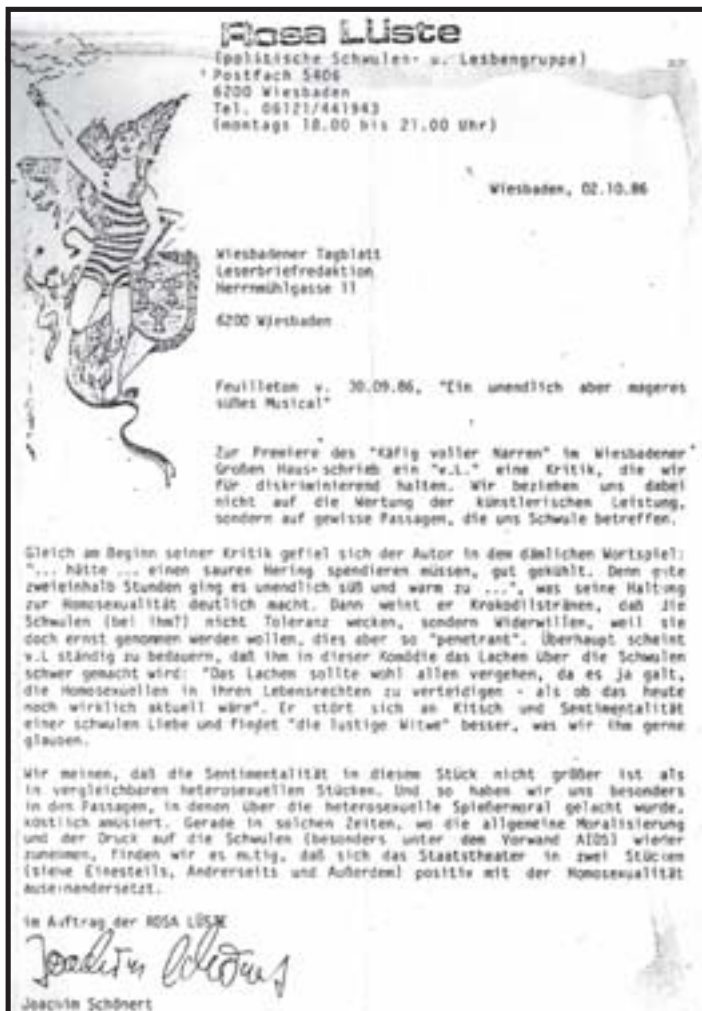 Rosa Lüste
(politische Schwulen- u. Lesbengruppe)
Postfach 5406
6200 Wiesbaden
Tel. 06121/441943
(montags 18.00 bis 21.00 Uhr)
Wiesbaden, 02.10.86
Wiesbadener Tagblatt
Leserbriefredaktion
Herrnmühlgasse 11
6200 Wiesbaden
Feuilleton v. 30.09.86, "Ein unendlich aber mageres
süßes Musical"
Zur Premiere des "Käfig voller Narren" im Wiesbadener
Großen Haus schrieb ein "v.L." eine Kritik, die wir
für diskriminierend halten. Wir beziehen uns dabei
nicht auf die Wertung der künstlerischen Leistung,
sondern auf gewisse Passagen, die uns Schwule betreffen.
Gleich am Beginn seiner Kritik gefiel sich der Autor in dem dämlichen Wortspiel:
"... hätte ... einen sauren Hering spendieren müssen, gut gekühlt. Denn gute
zweieinhalb Stunden ging es unendlich süß und warm zu ...", was seine Haltung
zur Homosexualität deutlich macht. Dann weint er Krokodilstränen, daß die
Schwulen (bei ihm?) nicht Toleranz wecken, sondern Widerwillen, weil sie
doch ernst genommen werden wollen, dies aber so "penetrant". Überhaupt scheint
v.L ständig zu bedauern, daß ihm in dieser Komödie das Lachen über die Schwulen
schwer gemacht wird: "Das Lachen sollte wohl allen vergehen, da es ja galt,
die Homosexuellen in ihren Lebensrechten zu verteidigen - als ob das heute
noch wirklich aktuell wäre". Er stört sich an Kitsch und Sentimentalität
einer schwulen Liebe und findet "die lustige Witwe" besser, was wir ihm gerne
glauben.
Wir meinen, daß die Sentimentalität in diesem Stück nicht größer ist als
in vergleichbaren heterosexuellen Stücken. Und so haben wir uns besonders
in den Passagen, in denen über die heterosexuelle Spießermoral gelacht wurde,
köstlich amüsiert. Gerade in solchen Zeiten, wo die allgemeine Moralisierung
und der Druck auf die Schwulen (besonders unter dem Vorwand AIDS) wieder
zunehmen, finden wir es mutig, daß sich das Staatstheater in zwei Stücken
(siehe Einesteils, Andrerseits und Außerdem) positiv mit der Homosexualität
auseinandersetzt.
im Auftrag der ROSA LÜSTE
Joachim Schönert
Joachim Schönert